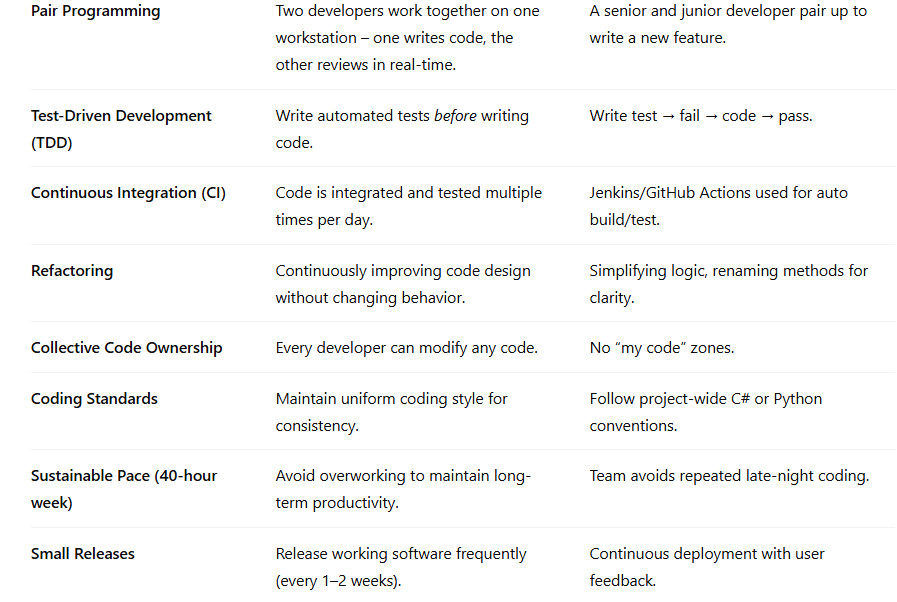 Pair Programming
Two developers work together on one
workstation – one writes code, the
other reviews in real-time.
A senior and junior developer pair up to
write a new feature.
Test-Driven Development
(TDD)
Write automated tests before writing
code.
Write test → fail → code → pass.
Continuous Integration (CI)
Code is integrated and tested multiple
times per day.
Jenkins/GitHub Actions used for auto
build/test.
Refactoring
Continuously improving code design
without changing behavior.
Simplifying logic, renaming methods for
clarity.
Collective Code Ownership
Every developer can modify any code.
No “my code” zones.
Coding Standards
Maintain uniform coding style for
consistency.
Follow project-wide C# or Python
conventions.
Sustainable Pace (40-hour
week)
Avoid overworking to maintain long-
term productivity.
Team avoids repeated late-night coding.
Small Releases
Release working software frequently
(every 1–2 weeks).
Continuous deployment with user
feedback.